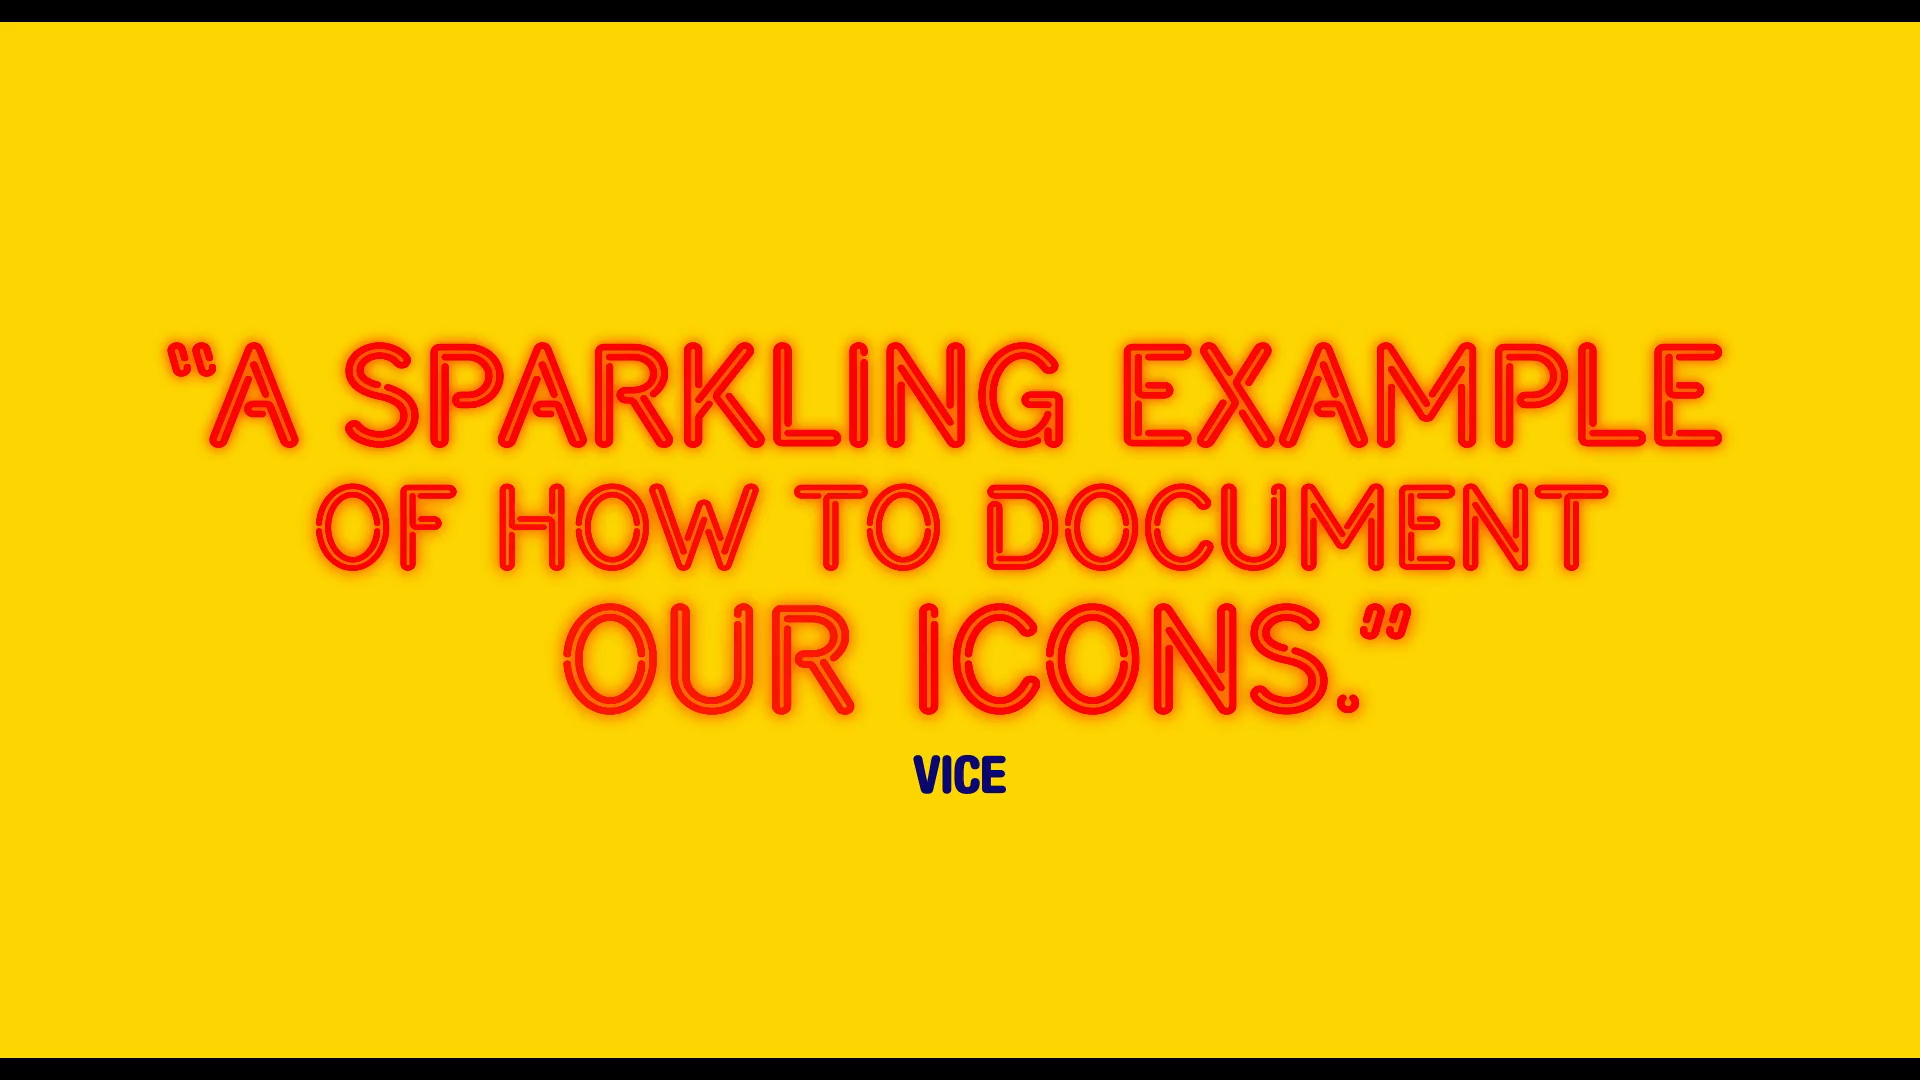 “A SPARKLING EXAMPLE
OF HOW TO DOCUMENT
OUR ICONS.”
VICE